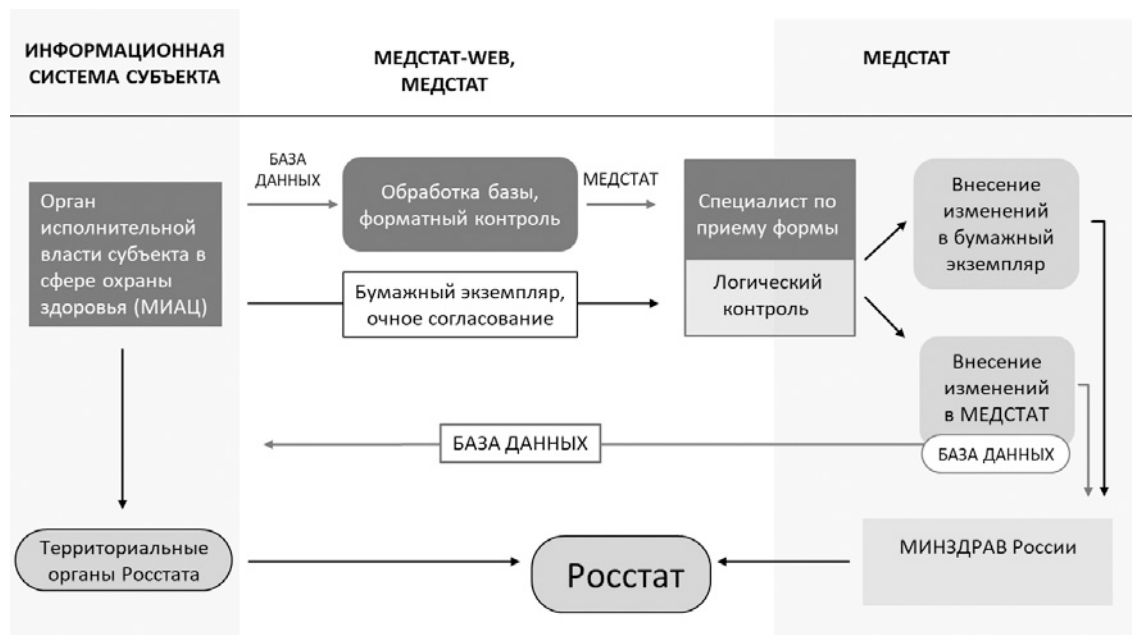 ИНФОРМАЦИОННАЯ
СИСТЕМА СУБЪЕКТА
МЕДСТАТ-WEB,
МЕДСТАТ
МЕДСТАТ
БАЗА
ДАННЫХ
Орган
исполнительной
власти субъекта в
сфере охраны
здоровья (МИАЦ)
Обработка базы,
форматный контроль
МЕДСТАТ
Бумажный экземпляр,
очное согласование
Специалист по
приему формы
Логический
контроль
Внесение
изменений
в бумажный
экземпляр
Внесение
изменений
в МЕДСТАТ
БАЗА ДАННЫХ
БАЗА ДАННЫХ
Территориальные
органы Росстата
Росстат
МИНЗДРАВ России